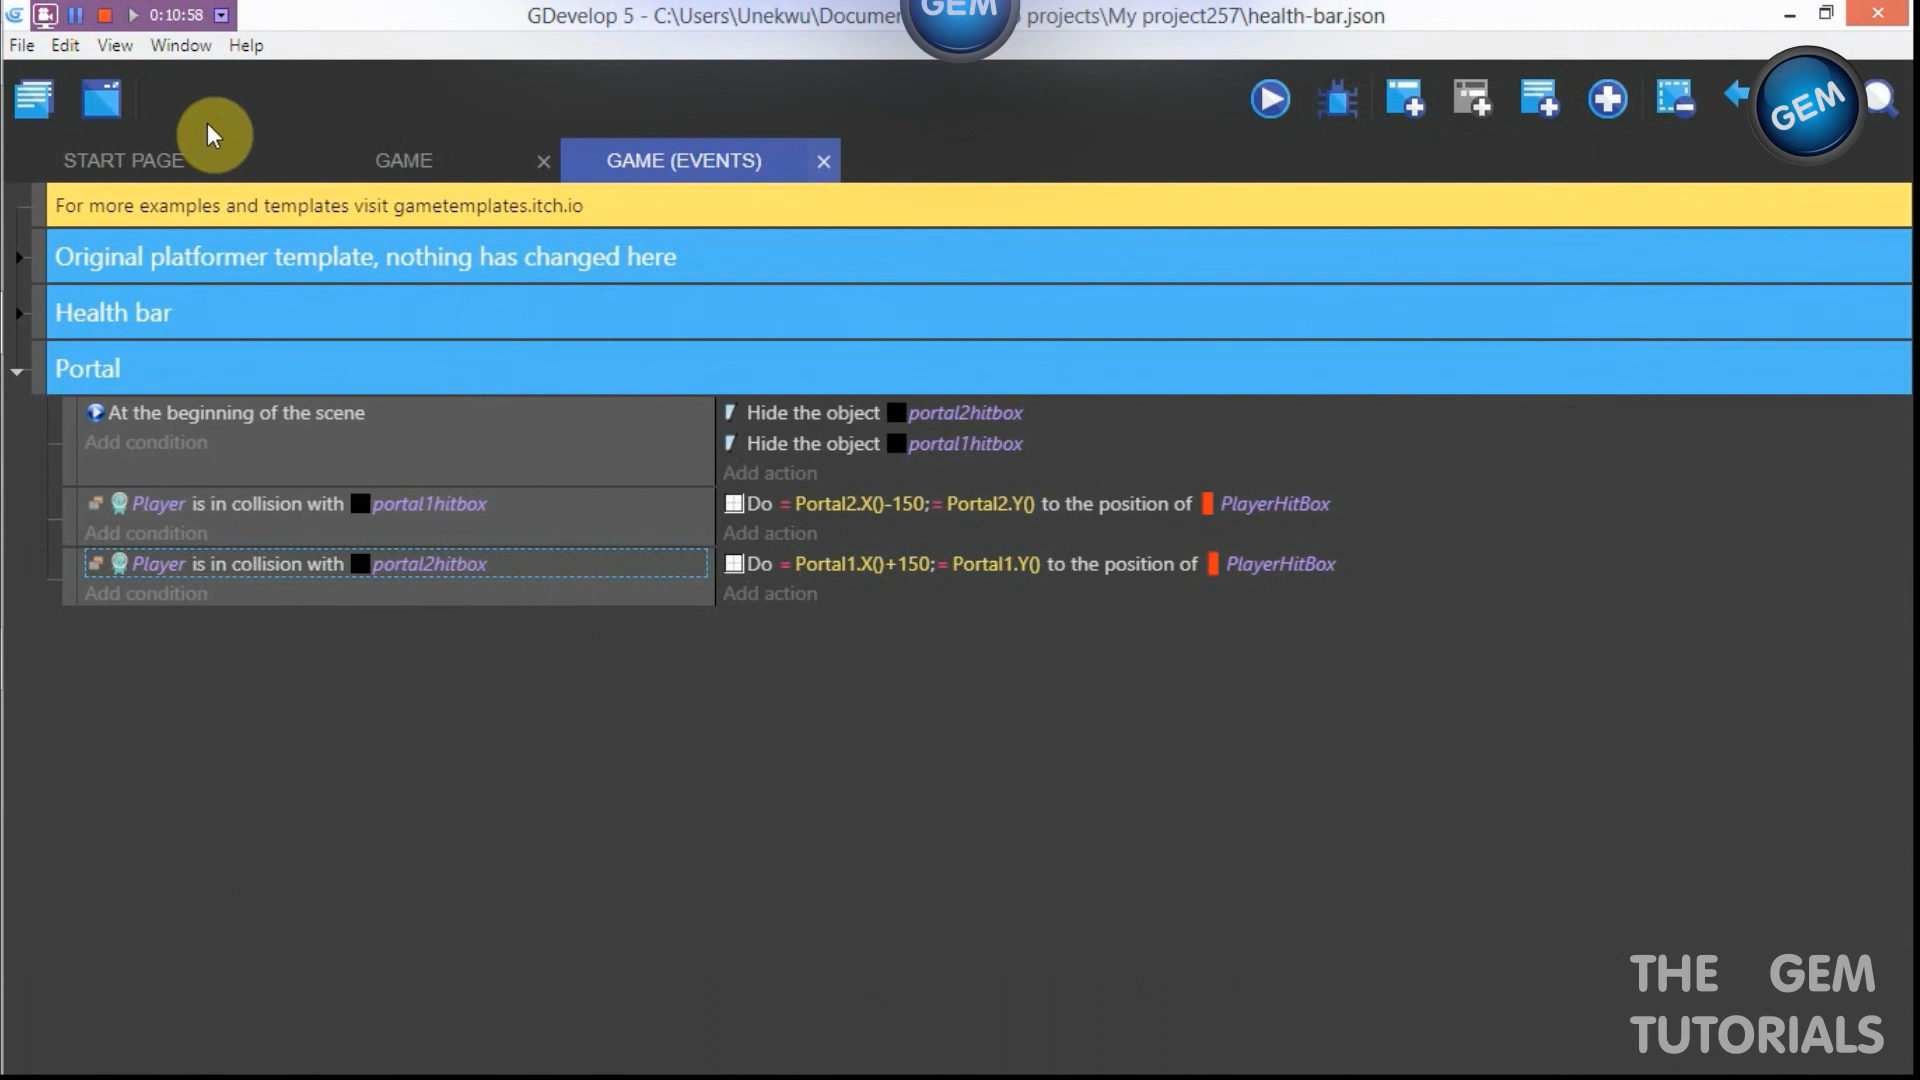 0:10:58
GDevelop 5 - C:\Users\Unekwu\Documen
projects\My project257\health-bar.json
GEM
File Edit View Window Help
GEM
START PAGE
GAME
GAME (EVENTS)
For more examples and templates visit gametemplates.itch.io
Original platformer template, nothing has changed here
Health bar
Portal
At the beginning of the scene
Add condition
Hide the object portal2hitbox
Hide the object portal1hitbox
Add action
Player is in collision with portal1hitbox
Add condition
Do = Portal2.X()-150;= Portal2.Y() to the position of PlayerHitBox
Add action
Player is in collision with portal2hitbox
Add condition
Do = Portal1.X()+150;= Portal1.Y() to the position of PlayerHitBox
Add action
THE GEM
TUTORIALS